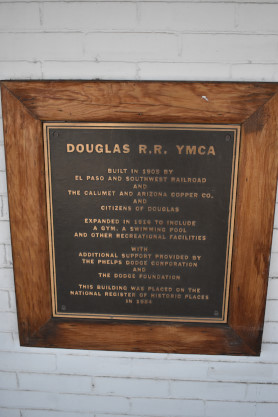 DOUGLAS R.R. YMCA
BUILT IN 1905 BY
EL PASO AND SOUTHWEST RAILROAD
AND
THE CALUMET AND ARIZONA COPPER CO.
AND
CITIZENS OF DOUGLAS
EXPANDED IN 1916 TO INCLUDE
A GYM, A SWIMMING POOL
AND OTHER RECREATIONAL FACILITIES
WITH
ADDITIONAL SUPPORT PROVIDED BY
THE PHELPS DODGE CORPORATION
AND
THE DODGE FOUNDATION
THIS BUILDING WAS PLACED ON THE
NATIONAL REGISTER OF HISTORIC PLACES
IN